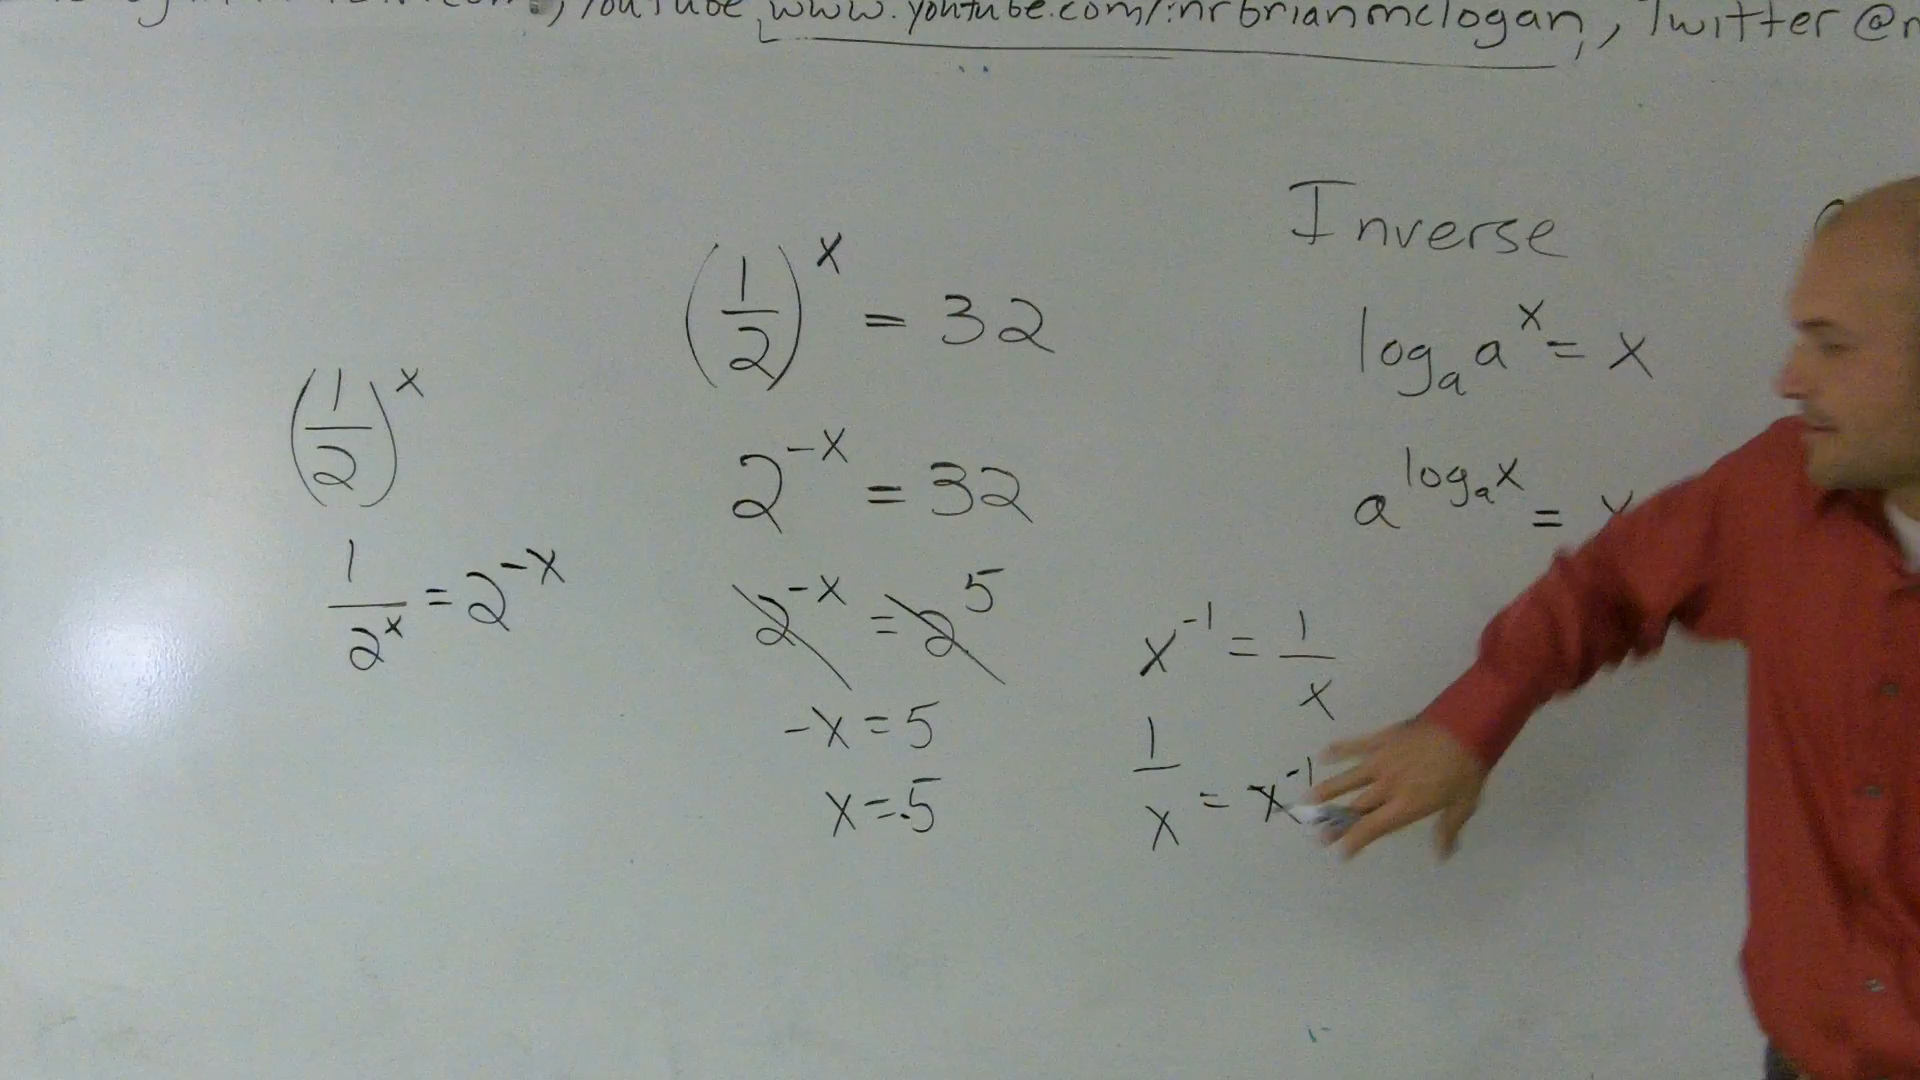 , YouTube www.youtube.com/mrbrianmclogan, Twitter @
(1/2)^x
1/2^x = 2^-x
(1/2)^x = 32
2^-x = 32
2^-x = 2^5
-x = 5
x = -5
Inverse
log_a a^x = x
a^log_a x =
x^-1 = 1/x
1/x = x^-1